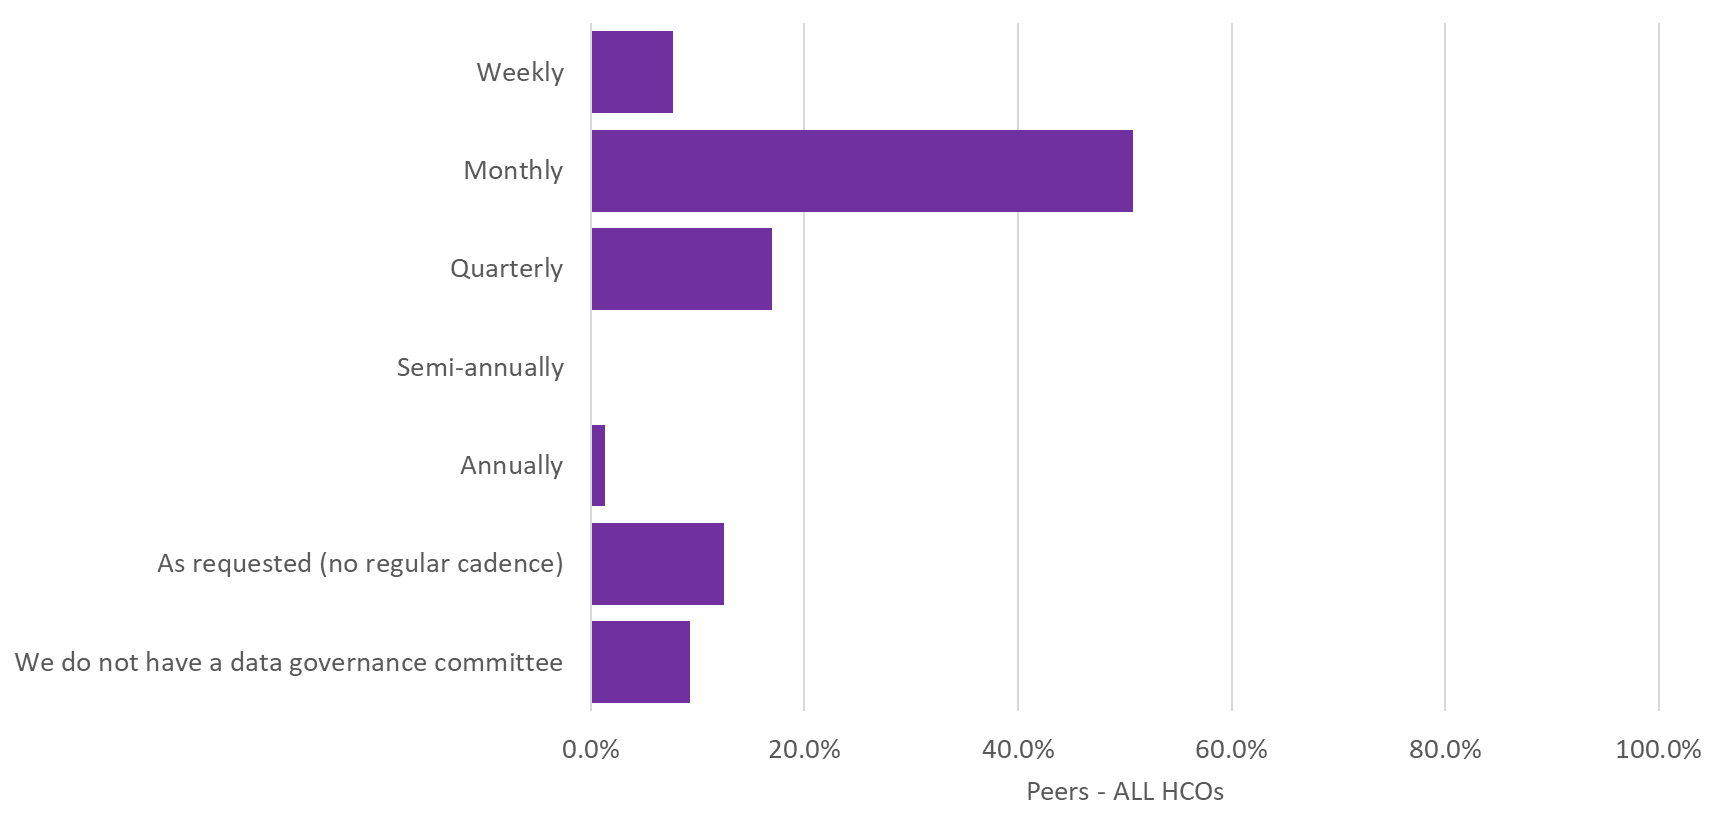 Weekly
Monthly
Quarterly
Semi-annually
Annually
As requested (no regular cadence)
We do not have a data governance committee
0.0% 20.0% 40.0% 60.0% 80.0% 100.0%
Peers - ALL HCOs